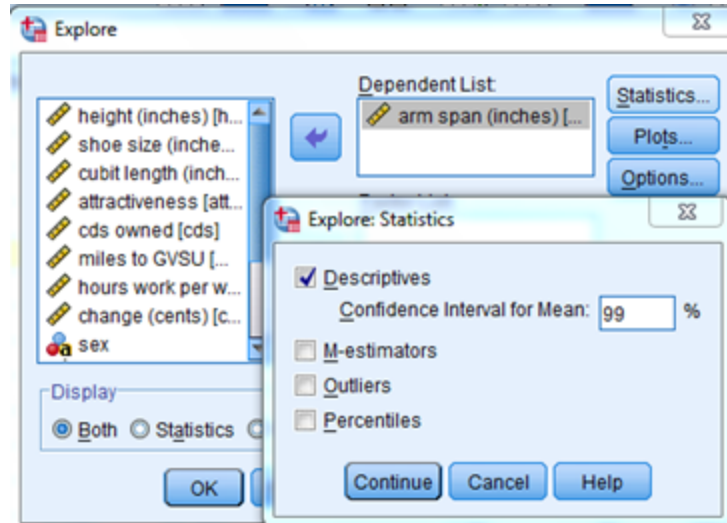 Explore
Dependent List:
height (inches) [h...
shoe size (inche...
cubit length (inch...
attractiveness [att...
cds owned [cds]
miles to GVSU [...
hours work per w...
change (cents) [c...
sex
arm span (inches) [...
Statistics...
Plots...
Options...
Display
Both Statistics
OK
Explore: Statistics
Descriptives
Confidence Interval for Mean: 99 %
M-estimators
Outliers
Percentiles
Continue Cancel Help